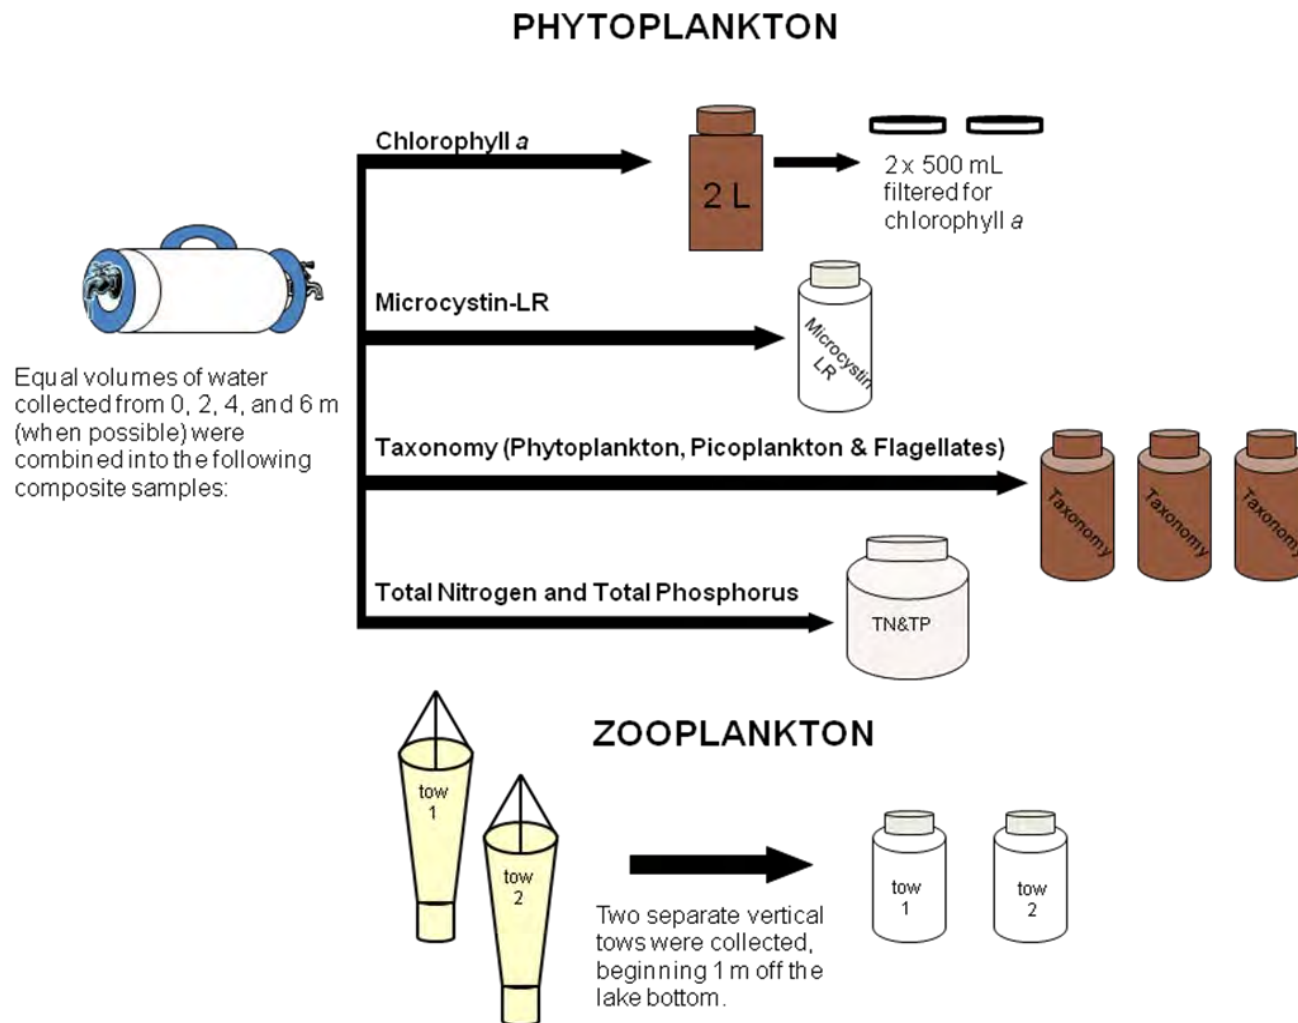 PHYTOPLANKTON
Chlorophyll a
2 L
2 x 500 mL
filtered for
chlorophyll a
Equal volumes of water
collected from 0, 2, 4, and 6 m
(when possible) were
combined into the following
composite samples:
Microcystin-LR
Microcystin
LR
Taxonomy (Phytoplankton, Picoplankton & Flagellates)
Taxonomy
Taxonomy
Taxonomy
Total Nitrogen and Total Phosphorus
TN&TP
ZOOPLANKTON
tow
1
tow
2
Two separate vertical
tows were collected,
beginning 1 m off the
lake bottom.
tow
1
tow
2